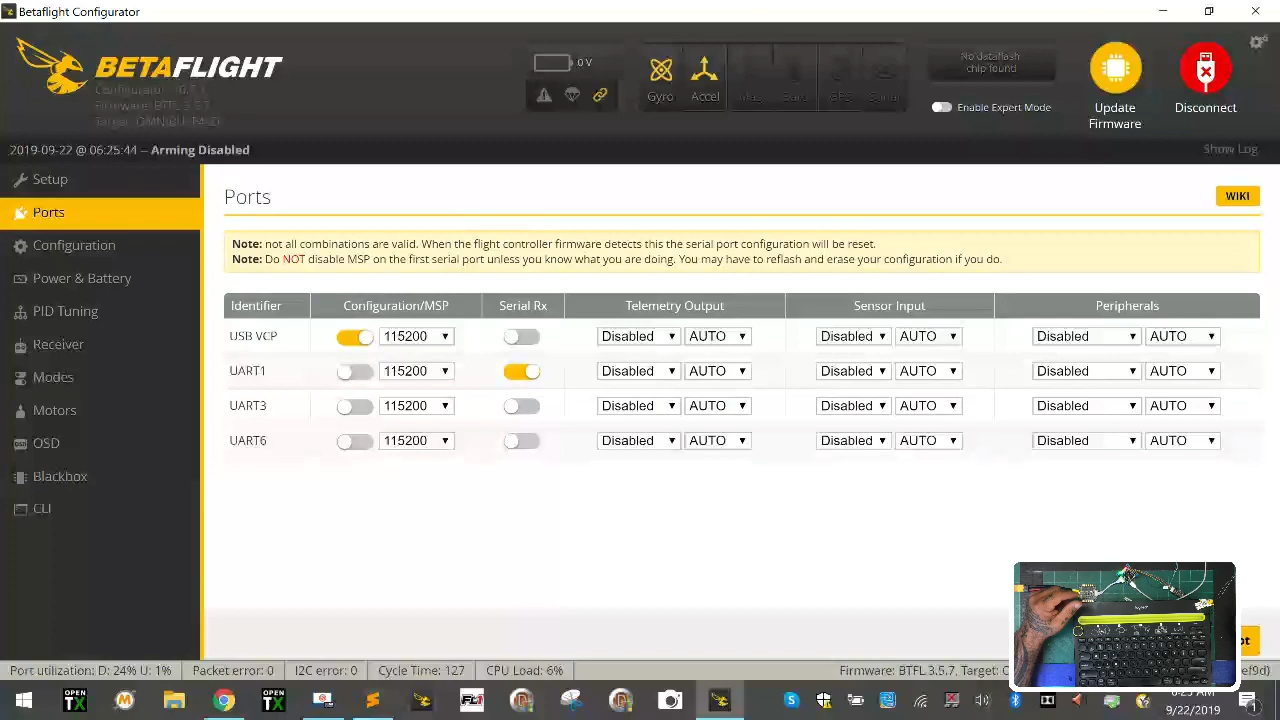 Betaflight Configurator
BETAFLIGHT
0 V
Gyro
Accel
No dataflash
chip found
Enable Expert Mode
Update
Firmware
Disconnect
2019-09-22 @ 06:25:44 -- Arming Disabled
Show Log
Setup
Ports
Configuration
Power & Battery
PID Tuning
Receiver
Modes
Motors
OSD
Blackbox
CLI
Ports
WIKI
Note: not all combinations are valid. When the flight controller firmware detects this the serial port configuration will be reset.
Note: Do NOT disable MSP on the first serial port unless you know what you are doing. You may have to reflash and erase your configuration if you do.
Identifier Configuration/MSP Serial Rx Telemetry Output Sensor Input Peripherals
USB VCP 115200 Disabled AUTO Disabled AUTO Disabled AUTO
UART1 115200 Disabled AUTO Disabled AUTO Disabled AUTO
UART3 115200 Disabled AUTO Disabled AUTO Disabled AUTO
UART6 115200 Disabled AUTO Disabled AUTO Disabled AUTO
Port utilization: D: 24% U: 1% Packet error: 0 I2C error: 0 Cycle Time: 127 CPU Load: 6% Firmware: BTFL 3.5.7, Target:
OPEN
TX
OPEN
TX
9/22/2019